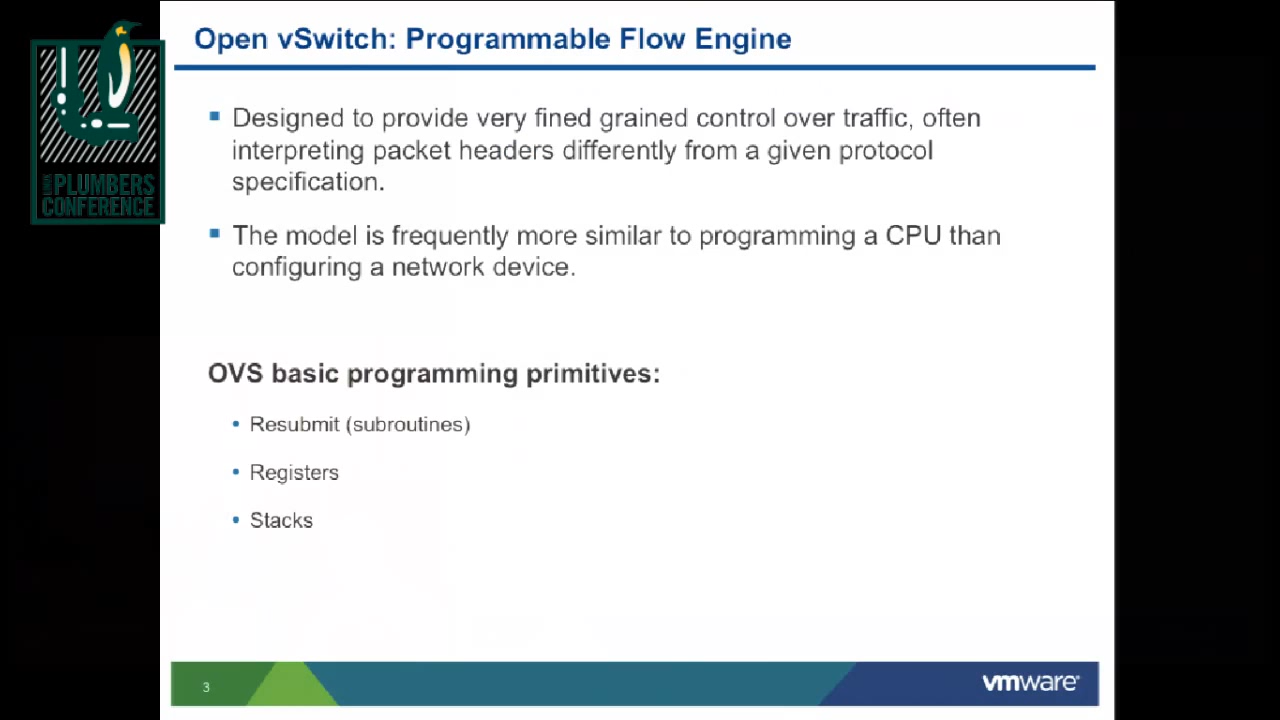 Open vSwitch: Programmable Flow Engine
LINUX
PLUMBERS
CONFERENCE
Designed to provide very fined grained control over traffic, often
interpreting packet headers differently from a given protocol
specification.
The model is frequently more similar to programming a CPU than
configuring a network device.
OVS basic programming primitives:
Resubmit (subroutines)
Registers
Stacks
3
vmware